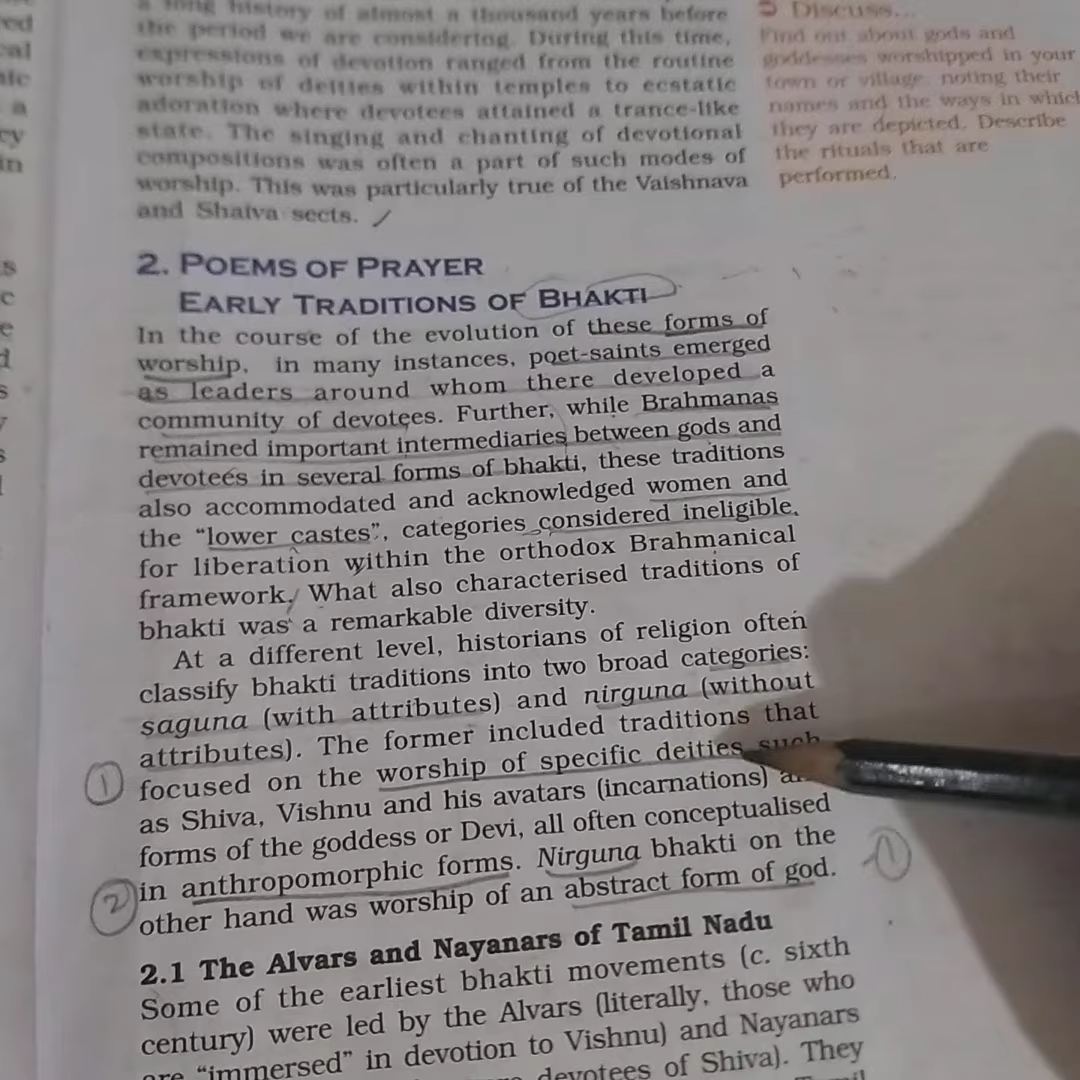 a long history of almost a thousand years before
the period we are considering. During this time,
expressions of devotion ranged from the routine
worship of deities within temples to ecstatic
adoration where devotees attained a trance-like
state. The singing and chanting of devotional
compositions was often a part of such modes of
worship. This was particularly true of the Vaishnava
and Shaiva sects.
Discuss...
Find out about gods and
goddesses worshipped in your
town or village, noting their
names and the ways in which
they are depicted. Describe
the rituals that are
performed.
2. POEMS OF PRAYER
EARLY TRADITIONS OF BHAKTI
In the course of the evolution of these forms of
worship, in many instances, poet-saints emerged
as leaders around whom there developed a
community of devotees. Further, while Brahmanas
remained important intermediaries between gods and
devotees in several forms of bhakti, these traditions
also accommodated and acknowledged women and
the “lower castes”, categories considered ineligible
for liberation within the orthodox Brahmanical
framework. What also characterised traditions of
bhakti was a remarkable diversity.
At a different level, historians of religion often
classify bhakti traditions into two broad categories:
saguna (with attributes) and nirguna (without
attributes). The former included traditions that
1 focused on the worship of specific deities such
as Shiva, Vishnu and his avatars (incarnations)
forms of the goddess or Devi, all often conceptualised
2 in anthropomorphic forms. Nirguna bhakti on the
other hand was worship of an abstract form of god. 1
2.1 The Alvars and Nayanars of Tamil Nadu
Some of the earliest bhakti movements (c. sixth
century) were led by the Alvars (literally, those who
are “immersed” in devotion to Vishnu) and Nayanars
devotees of Shiva). They